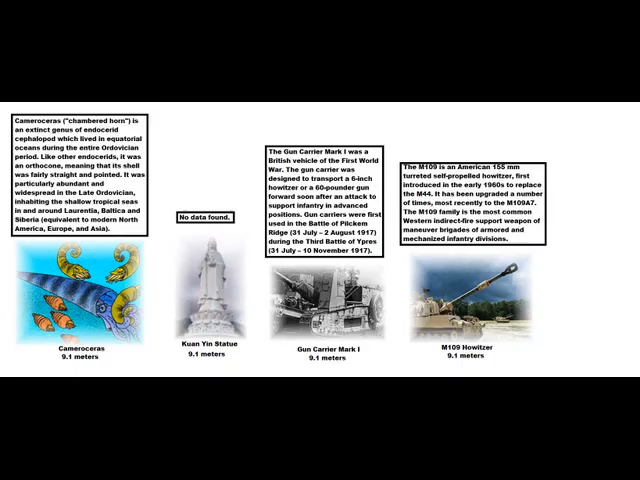 Cameroceras ("chambered horn") is
an extinct genus of endocerid
cephalopod which lived in equatorial
oceans during the entire Ordovician
period. Like other endocerids, it was
an orthocone, meaning that its shell
was fairly straight and pointed. It was
particularly abundant and
widespread in the Late Ordovician,
inhabiting the shallow tropical seas
in and around Laurentia, Baltica and
Siberia (equivalent to modern North
America, Europe, and Asia).
Cameroceras
9.1 meters
No data found.
Kuan Yin Statue
9.1 meters
The Gun Carrier Mark I was a
British vehicle of the First World
War. The gun carrier was
designed to transport a 6-inch
howitzer or a 60-pounder gun
forward soon after an attack to
support infantry in advanced
positions. Gun carriers were first
used in the Battle of Pilckem
Ridge (31 July – 2 August 1917)
during the Third Battle of Ypres
(31 July – 10 November 1917).
Gun Carrier Mark I
9.1 meters
The M109 is an American 155 mm
turreted self-propelled howitzer, first
introduced in the early 1960s to replace
the M44. It has been upgraded a number
of times, most recently to the M109A7.
The M109 family is the most common
Western indirect-fire support weapon of
maneuver brigades of armored and
mechanized infantry divisions.
M109 Howitzer
9.1 meters